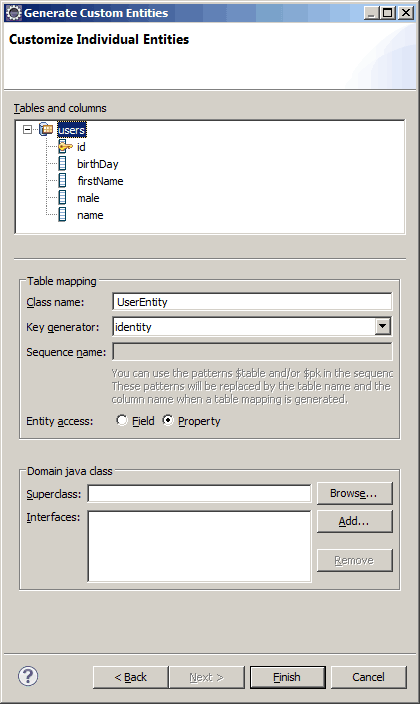 Generate Custom Entities
Customize Individual Entities
Tables and columns
users
id
birthDay
firstName
male
name
Table mapping
Class name: UserEntity
Key generator: identity
Sequence name:
You can use the patterns $table and/or $pk in the sequenc
These patterns will be replaced by the table name and the
column name when a table mapping is generated.
Entity access: Field Property
Domain java class
Superclass: Browse...
Interfaces: Add...
Remove
? < Back Next > Finish Cancel